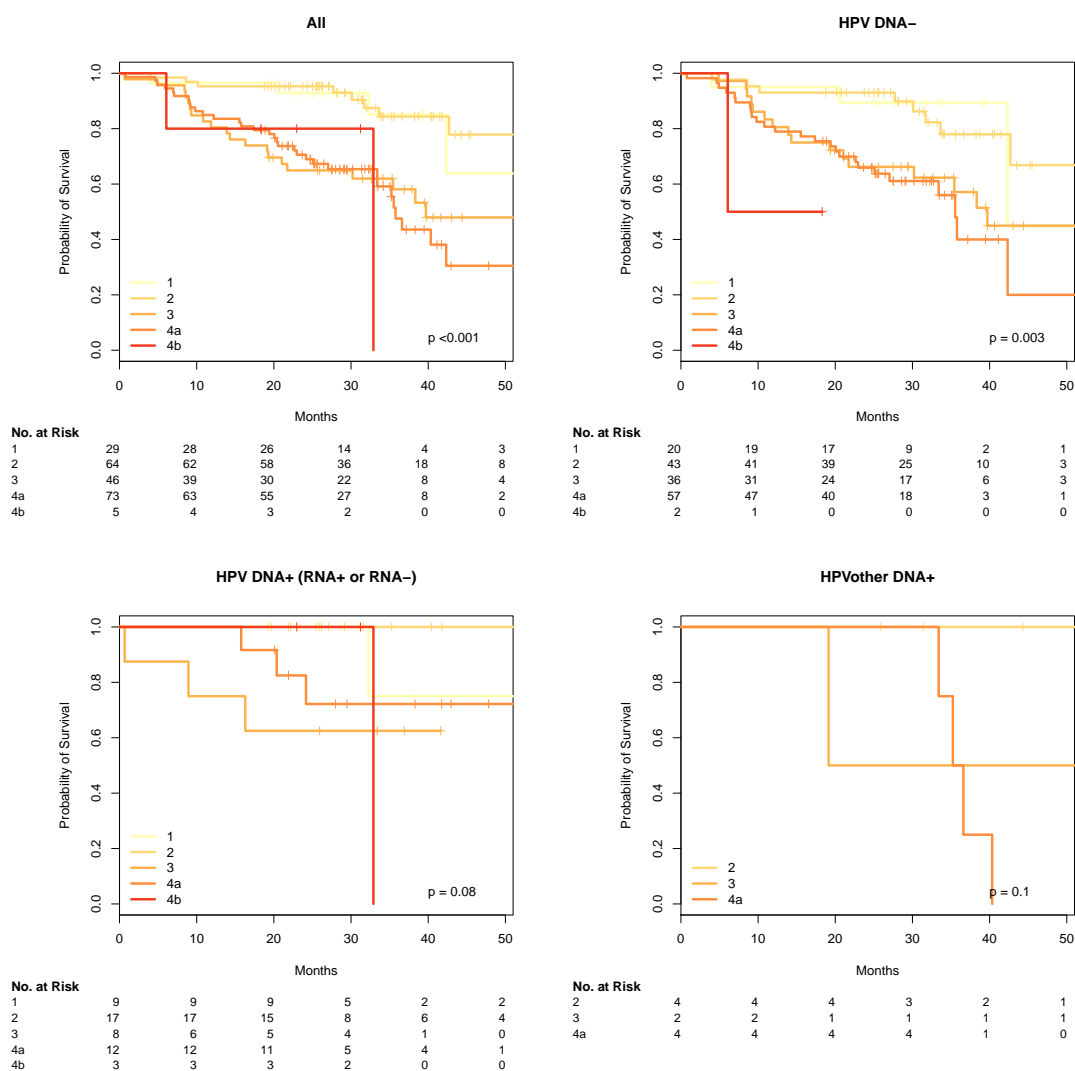 All
Probability of Survival
1.0
0.8
0.6
0.4
0.2
0.0
1
2
3
4a
4b
p <0.001
0 10 20 30 40 50
Months
No. at Risk
1 29 28 26 14 4 3
2 64 62 58 36 18 8
3 46 39 30 22 8 4
4a 73 63 55 27 8 2
4b 5 4 3 2 0 0
HPV DNA−
Probability of Survival
1.0
0.8
0.6
0.4
0.2
0.0
1
2
3
4a
4b
p = 0.003
0 10 20 30 40 50
Months
No. at Risk
1 20 19 17 9 2 1
2 43 41 39 25 10 3
3 36 31 24 17 6 3
4a 57 47 40 18 3 1
4b 2 1 0 0 0 0
HPV DNA+ (RNA+ or RNA−)
Probability of Survival
1.0
0.8
0.6
0.4
0.2
0.0
1
2
3
4a
4b
p = 0.08
0 10 20 30 40 50
Months
No. at Risk
1 9 9 9 5 2 2
2 17 17 15 8 6 4
3 8 6 5 4 1 0
4a 12 12 11 5 4 1
4b 3 3 3 2 0 0
HPVother DNA+
Probability of Survival
1.0
0.8
0.6
0.4
0.2
0.0
2
3
4a
p = 0.1
0 10 20 30 40 50
Months
No. at Risk
2 4 4 4 3 2 1
3 2 2 1 1 1 1
4a 4 4 4 4 1 0